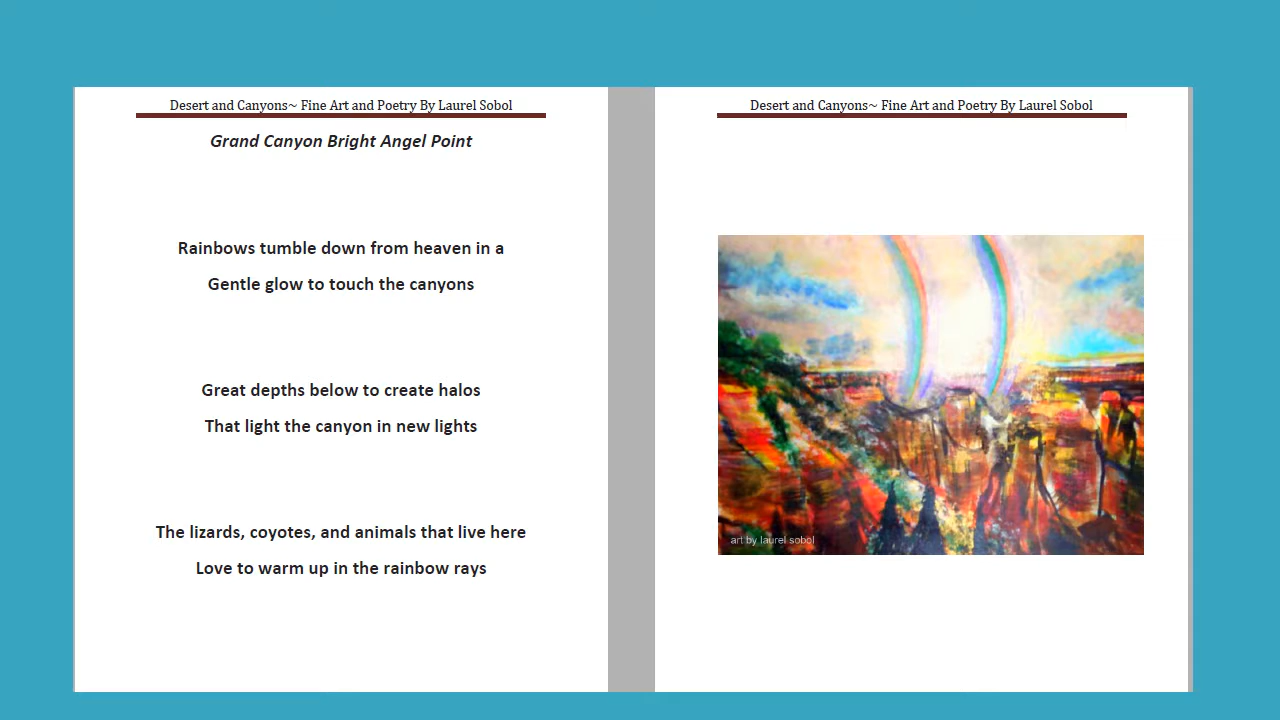 Desert and Canyons~ Fine Art and Poetry By Laurel Sobol
Grand Canyon Bright Angel Point
Rainbows tumble down from heaven in a
Gentle glow to touch the canyons
Great depths below to create halos
That light the canyon in new lights
The lizards, coyotes, and animals that live here
Love to warm up in the rainbow rays
Desert and Canyons~ Fine Art and Poetry By Laurel Sobol
art by laurel sobol